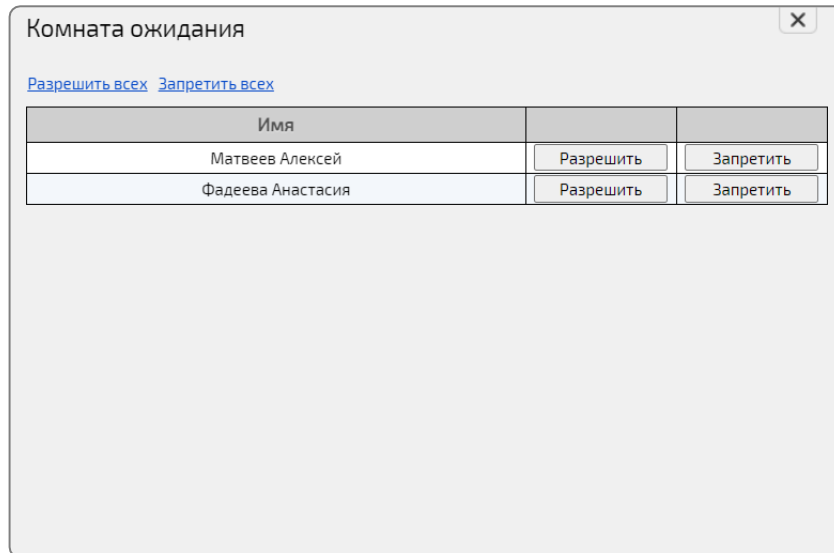 Комната ожидания
Разрешить всех Запретить всех
Имя
Матвеев Алексей Разрешить Запретить
Фадеева Анастасия Разрешить Запретить